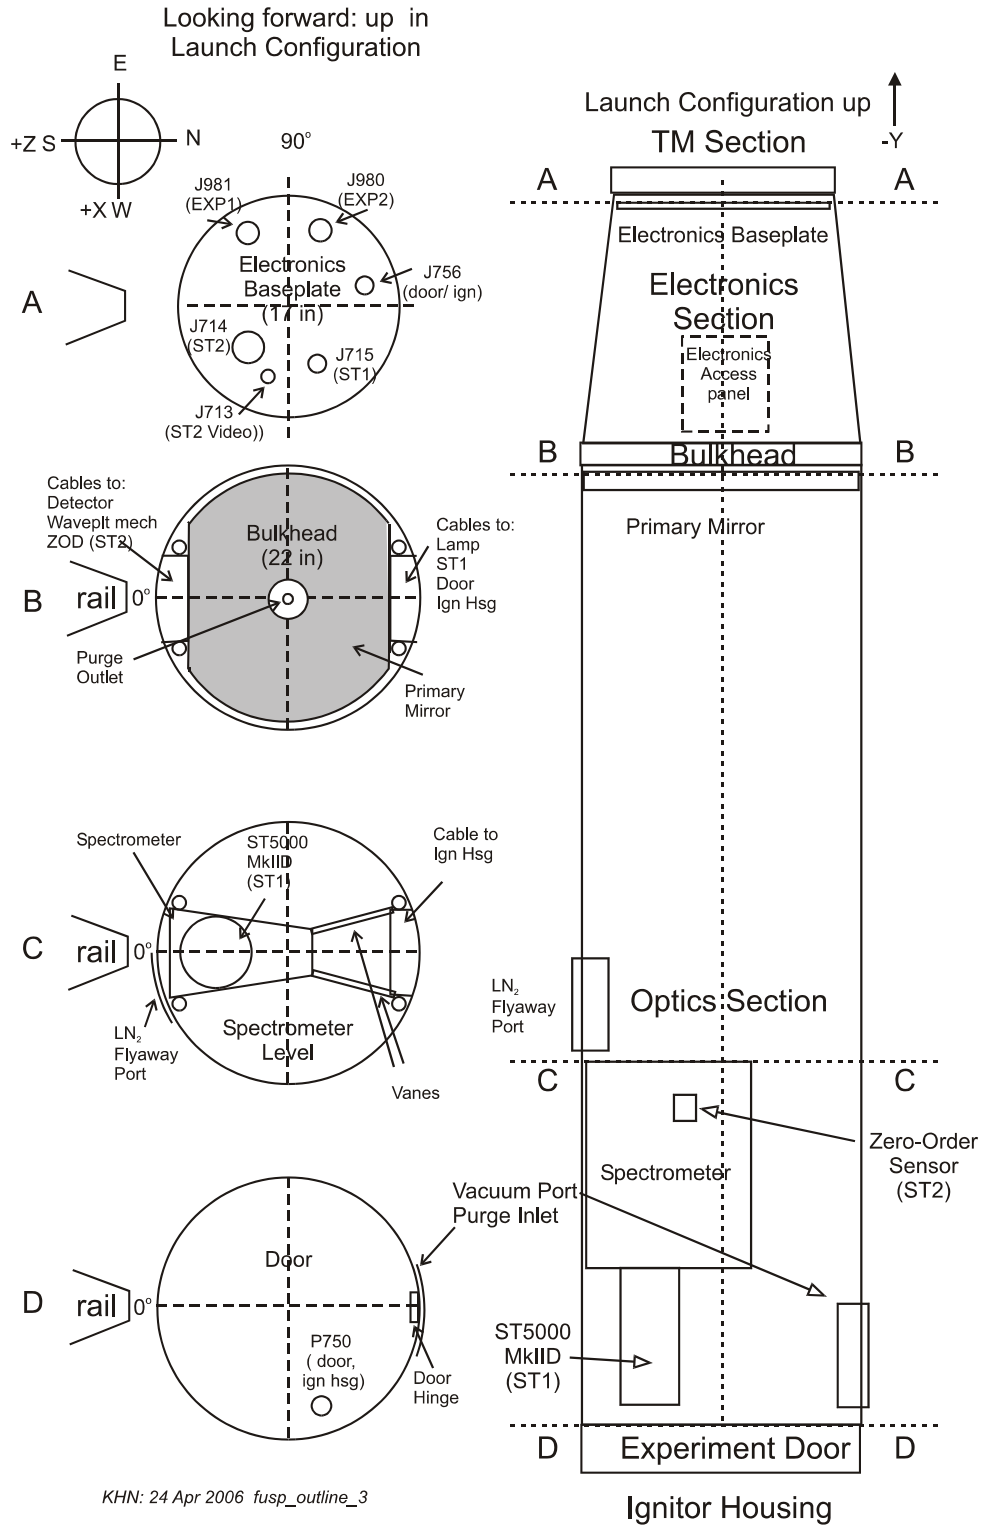 Looking forward: up in
Launch Configuration
E
+Z S
N
+X W
90°
Launch Configuration up
-Y
TM Section
A
A
J981
(EXP1)
J980
(EXP2)
Electronics
Baseplate
(17 in)
J756
(door/ ign)
J714
(ST2)
J715
(ST1)
J713
(ST2 Video))
A
Electronics Baseplate
Electronics
Section
Electronics
Access
panel
B
B
Bulkhead
Primary Mirror
Cables to:
Detector
Waveplt mech
ZOD (ST2)
Bulkhead
(22 in)
Cables to:
Lamp
ST1
Door
Ign Hsg
B
rail
0°
Purge
Outlet
Primary
Mirror
Spectrometer
ST5000
MkIID
(ST1)
Cable to
Ign Hsg
C
rail
0°
LN2
Flyaway
Port
Spectrometer
Level
Vanes
LN2
Flyaway
Port
Optics Section
C
C
Zero-Order
Sensor
(ST2)
Spectrometer
Vacuum Port
Purge Inlet
Door
D
rail
0°
P750
( door,
ign hsg)
Door
Hinge
ST5000
MkIID
(ST1)
D
D
Experiment Door
Ignitor Housing
KHN: 24 Apr 2006 fusp_outline_3